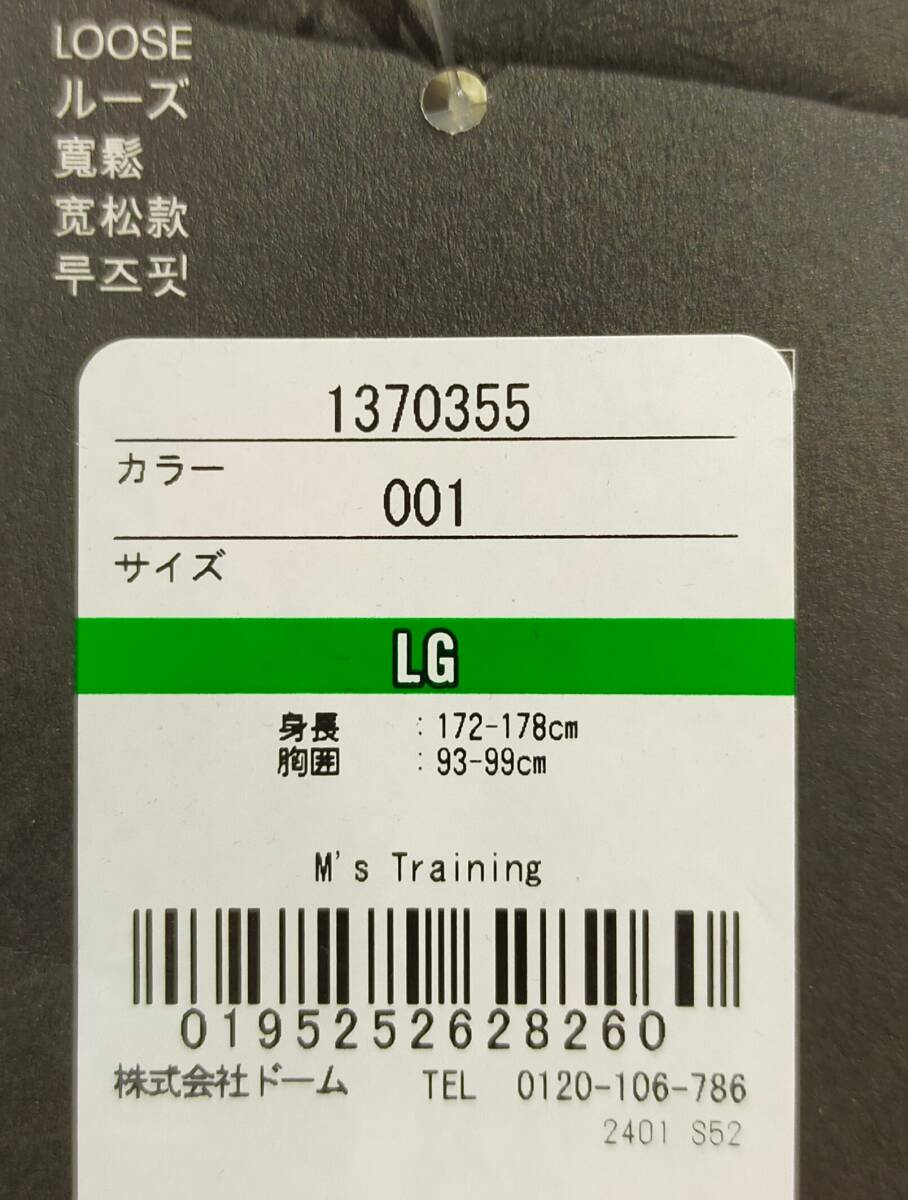 LOOSE
ルーズ
寬鬆
宽松款
루즈핏
1370355
カラー
001
サイズ
LG
身長 : 172-178cm
胸囲 : 93-99cm
M's Training
0195252628260
株式会社ドーム TEL 0120-106-786
2401 S52